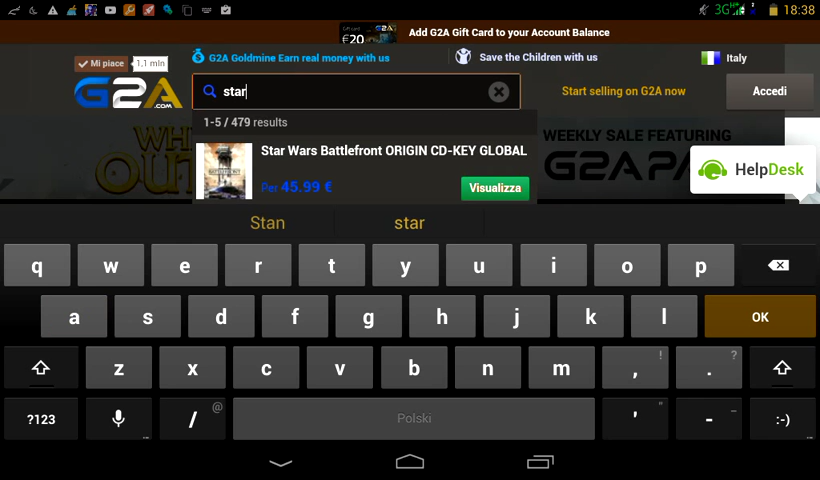 3G H 18:38
€20 Add G2A Gift Card to your Account Balance
G2A Goldmine Earn real money with us Save the Children with us Italy
Mi piace 1,1 mln
G2A.COM star Start selling on G2A now Accedi
1-5 / 479 results
WEEKLY SALE FEATURING
Star Wars Battlefront ORIGIN CD-KEY GLOBAL
G2APA
HelpDesk
Per 45.99 € Visualizza
Stan star
q w e r t y u i o p
a s d f g h j k l OK
z x c v b n m , ! . ?
?123 / @ Polski ' " - _ :-)